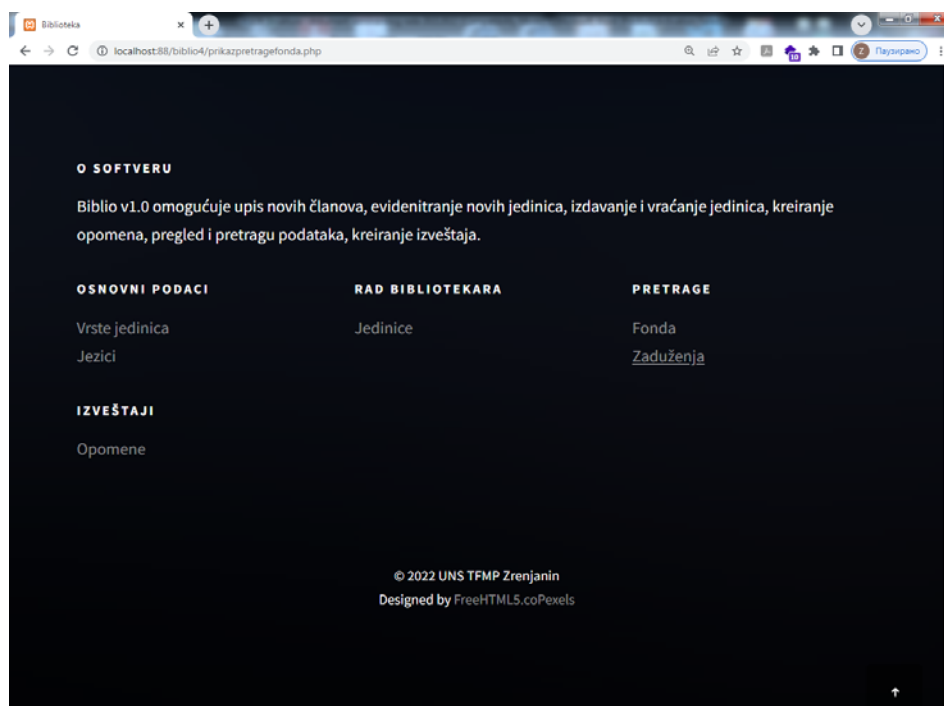 Biblioteka
localhost:88/biblio4/prikazpretragefonda.php
10
Z
Паузирано
O SOFTVERU
Biblio v1.0 omogućuje upis novih članova, evidenitranje novih jedinica, izdavanje i vraćanje jedinica, kreiranje
opomena, pregled i pretragu podataka, kreiranje izveštaja.
OSNOVNI PODACI
Vrste jedinica
Jezici
RAD BIBLIOTEKARA
Jedinice
PRETRAGE
Fonda
Zaduženja
IZVEŠTAJI
Opomene
© 2022 UNS TFMP Zrenjanin
Designed by FreeHTML5.coPexels